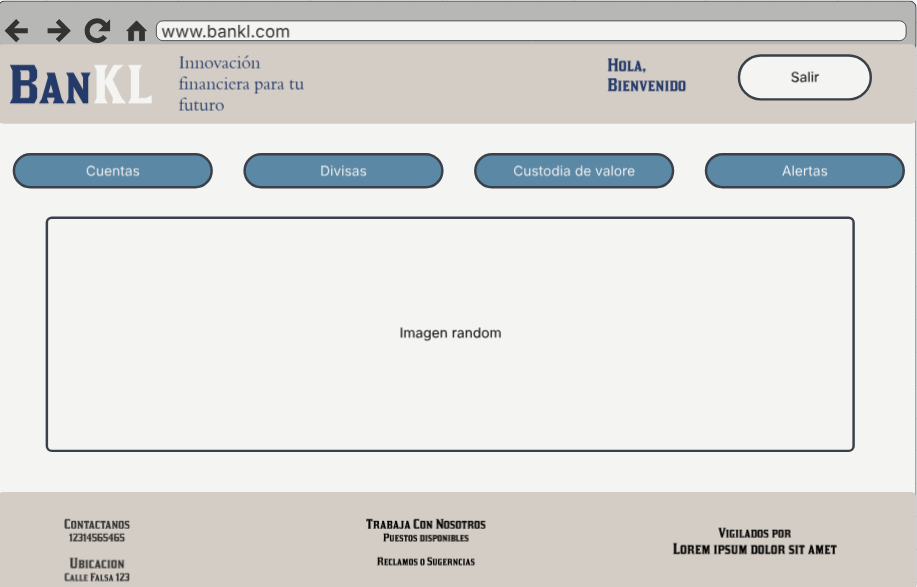 www.bankl.com
BanKL
Innovación
financiera para tu
futuro
Hola,
Bienvenido
Salir
Cuentas
Divisas
Custodia de valore
Alertas
Imagen random
Contactanos
12314565465
Ubicacion
Calle Falsa 123
Trabaja Con Nosotros
Puestos disponibles
Reclamos o Sugerncias
Vigilados por
Lorem ipsum dolor sit amet